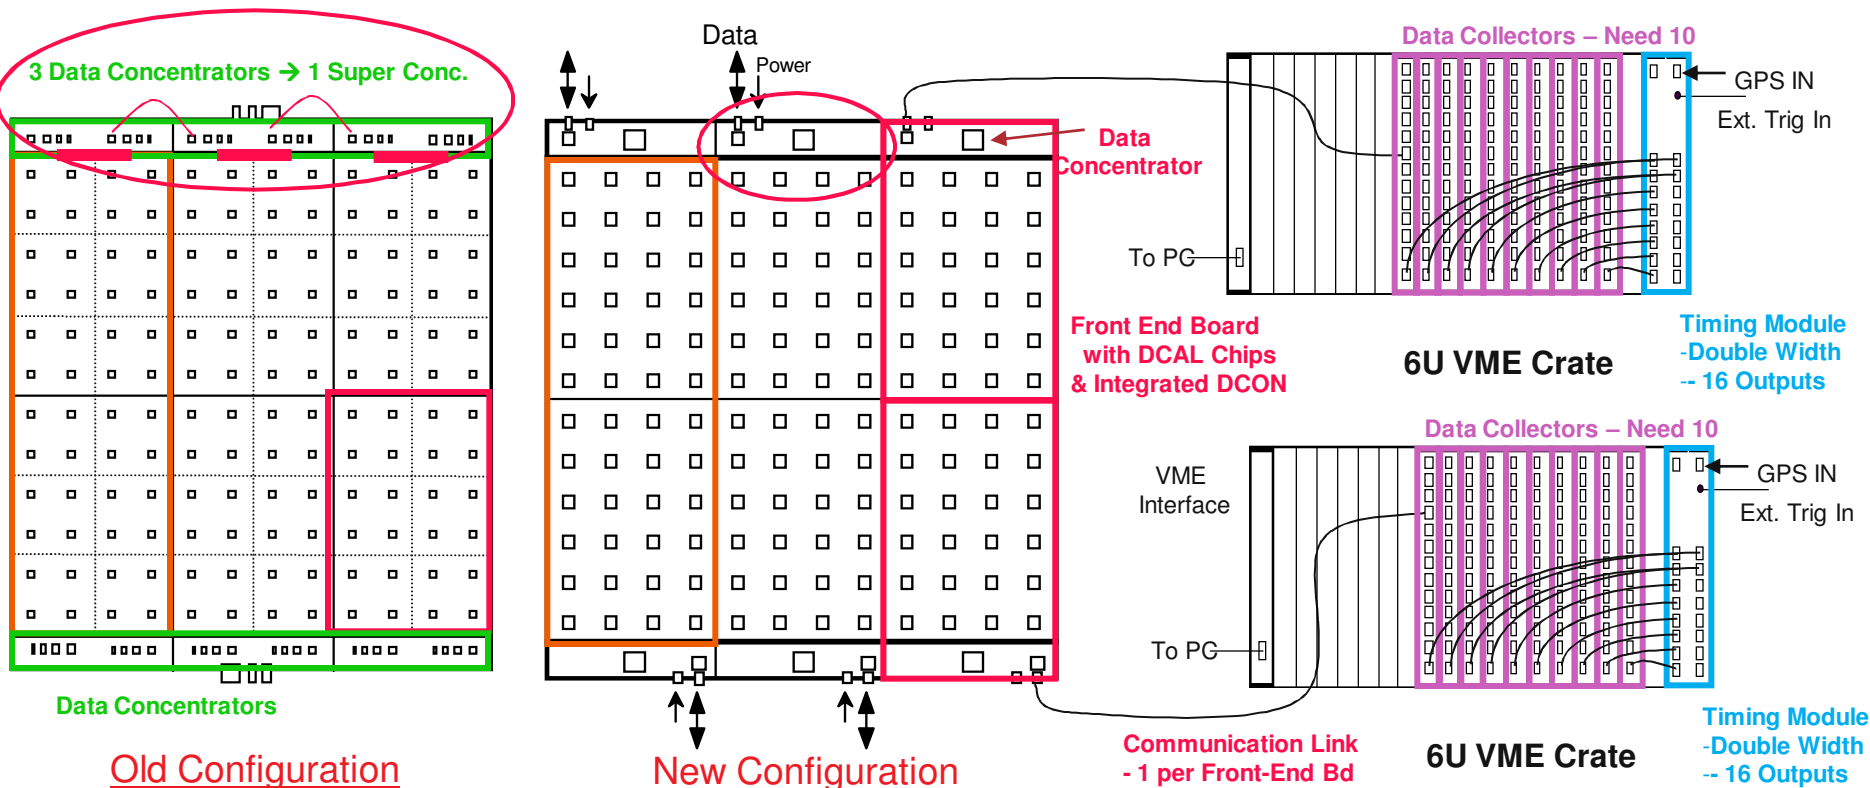 3 Data Concentrators → 1 Super Conc.
Data Concentrators
Old Configuration
Data
Power
Data
Concentrator
Front End Board
with DCAL Chips
& Integrated DCON
New Configuration
Communication Link
- 1 per Front-End Bd
Data Collectors – Need 10
GPS IN
Ext. Trig In
To PC
6U VME Crate
Timing Module
-Double Width
-- 16 Outputs
Data Collectors – Need 10
VME
Interface
GPS IN
Ext. Trig In
To PC
6U VME Crate
Timing Module
-Double Width
-- 16 Outputs